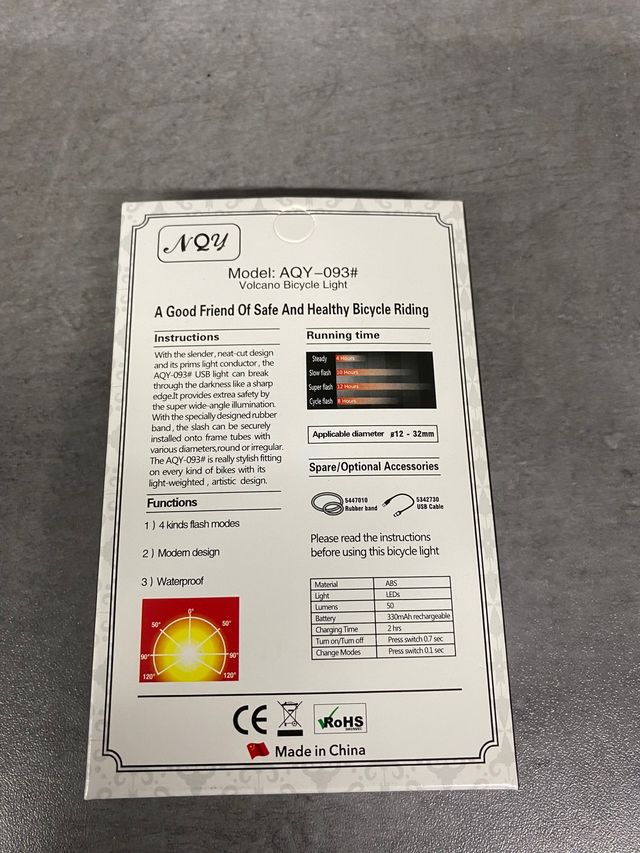 NQY
Model: AQY-093#
Volcano Bicycle Light
A Good Friend Of Safe And Healthy Bicycle Riding
Instructions
With the slender, neat-cut design
and its prims light conductor, the
AQY-093# USB light can break
through the darkness like a sharp
edge.It provides extrea safety by
the super wide-angle illumination.
With the specially designed rubber
band, the slash can be securely
installed onto frame tubes with
various diameters,round or irregular.
The AQY-093# is really stylish fitting
on every kind of bikes with its
light-weighted , artistic design.
Functions
1 ) 4 kinds flash modes
2 ) Modern design
3 ) Waterproof
0°
50° 50°
90° 90°
120° 120°
Running time
Steady 4 Hours
Slow flash 10 Hours
Super flash 12 Hours
Cycle flash 8 Hours
Applicable diameter ø12 - 32mm
Spare/Optional Accessories
5447010
Rubber band
5342730
USB Cable
Please read the instructions
before using this bicycle light
Material ABS
Light LEDs
Lumens 50
Battery 330mAh rechargeable
Charging Time 2 hrs
Turn on/Turn off Press switch 0.7 sec
Change Modes Press switch 0.1 sec
CE
RoHS
Made in China